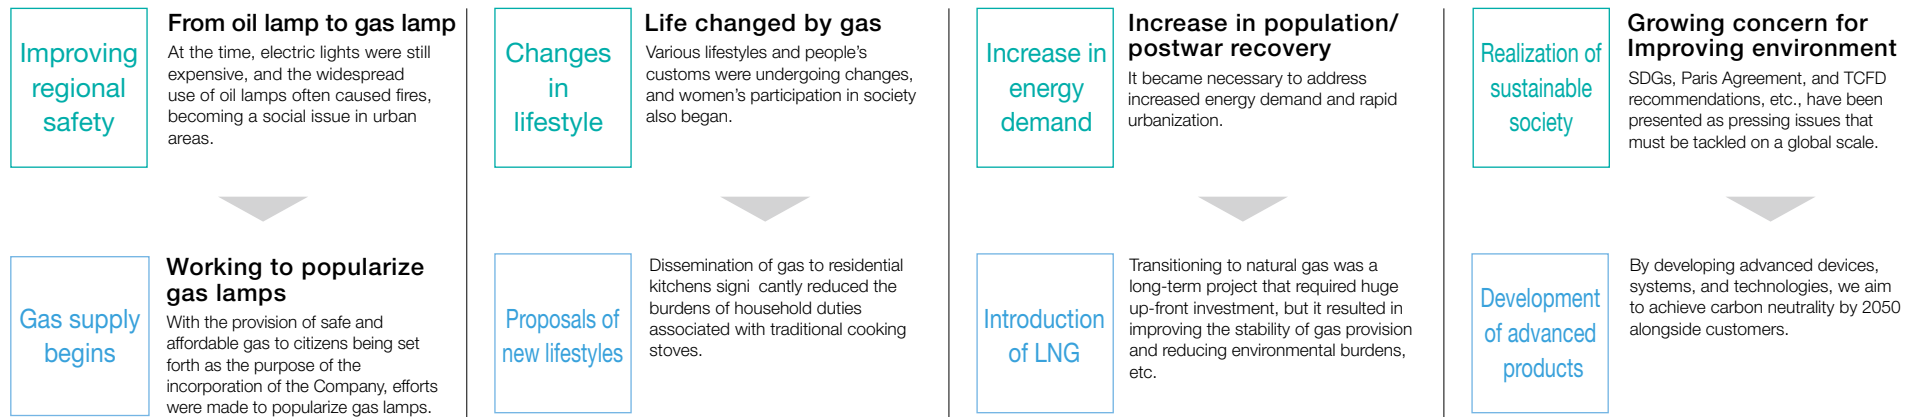 Improving
regional
safety
From oil lamp to gas lamp
At the time, electric lights were still
expensive, and the widespread
use of oil lamps often caused fires,
becoming a social issue in urban
areas.
Gas supply
begins
Working to popularize
gas lamps
With the provision of safe and
affordable gas to citizens being set
forth as the purpose of the
incorporation of the Company, efforts
were made to popularize gas lamps.
Changes
in
lifestyle
Life changed by gas
Various lifestyles and people’s
customs were undergoing changes,
and women’s participation in society
also began.
Proposals of
new lifestyles
Dissemination of gas to residential
kitchens signi cantly reduced the
burdens of household duties
associated with traditional cooking
stoves.
Increase in
energy
demand
Increase in population/
postwar recovery
It became necessary to address
increased energy demand and rapid
urbanization.
Introduction
of LNG
Transitioning to natural gas was a
long-term project that required huge
up-front investment, but it resulted in
improving the stability of gas provision
and reducing environmental burdens,
etc.
Realization of
sustainable
society
Growing concern for
Improving environment
SDGs, Paris Agreement, and TCFD
recommendations, etc., have been
presented as pressing issues that
must be tackled on a global scale.
Development
of advanced
products
By developing advanced devices,
systems, and technologies, we aim
to achieve carbon neutrality by 2050
alongside customers.